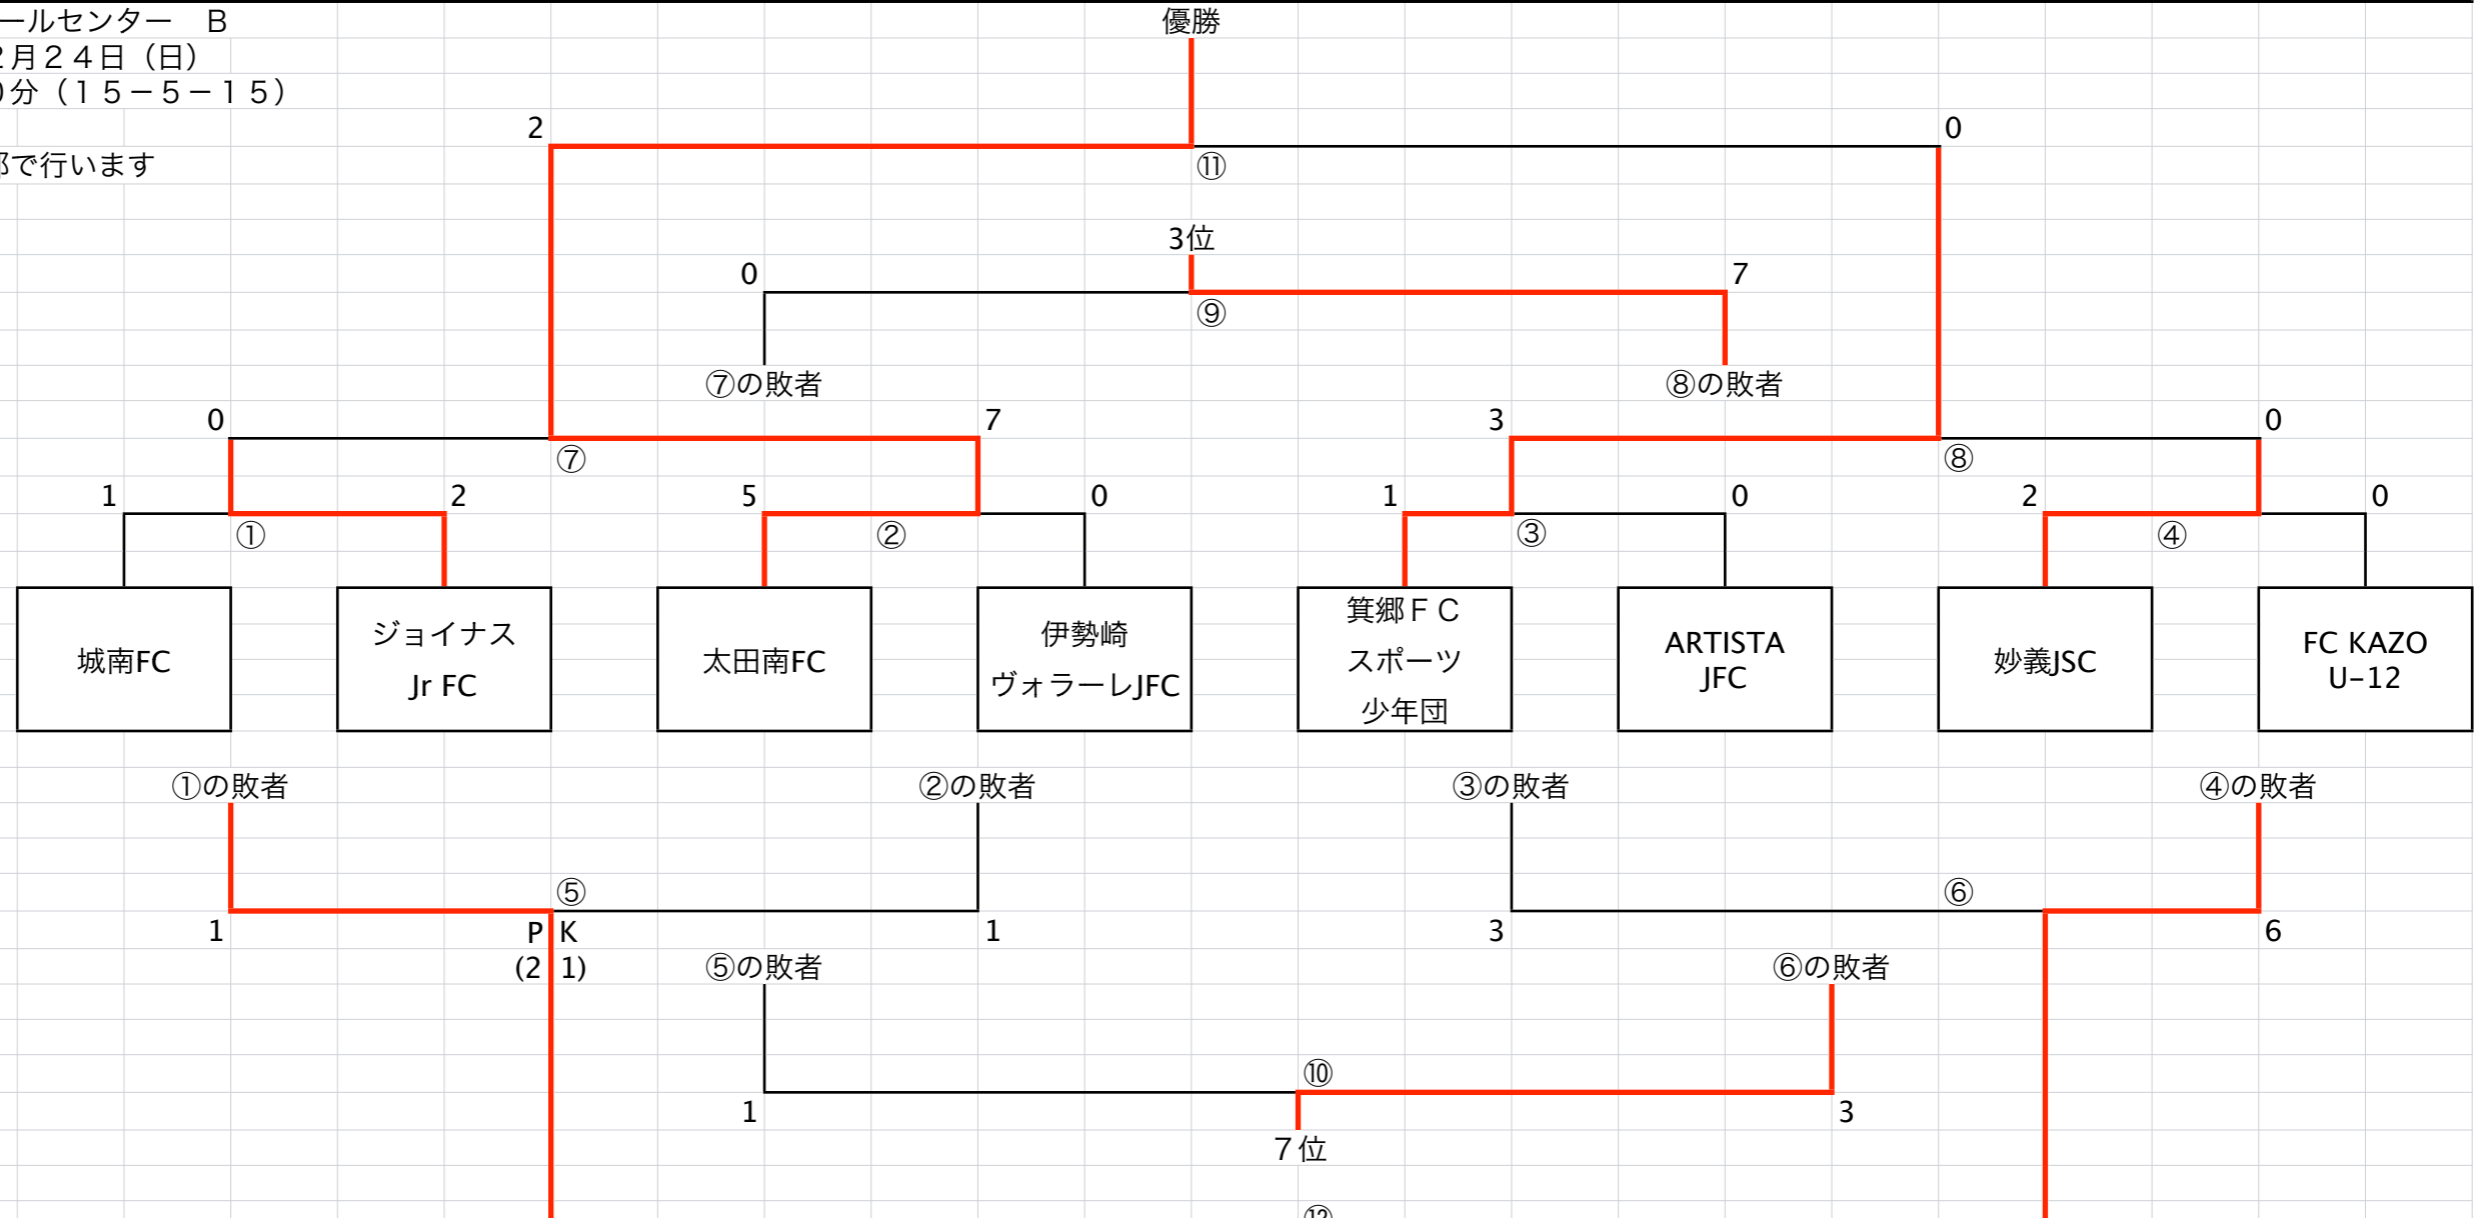 ールセンター　Ｂ
優勝
月２４日（日）
分（１５－５－１５）
2
0
⑪
で行います
3位
0
7
⑨
⑦の敗者
⑧の敗者
0
7
3
0
⑦
⑧
1
2
5
0
1
0
2
0
①
②
③
④
城南FC
ジョイナス
Jr FC
太田南FC
伊勢崎
ヴォラーレJFC
箕郷ＦＣ
スポーツ
少年団
ARTISTA
JFC
妙義JSC
FC KAZO
U-12
①の敗者
②の敗者
③の敗者
④の敗者
⑤
⑥
1
P K
1
3
6
(2 1)
⑤の敗者
⑥の敗者
⑩
1
3
７位